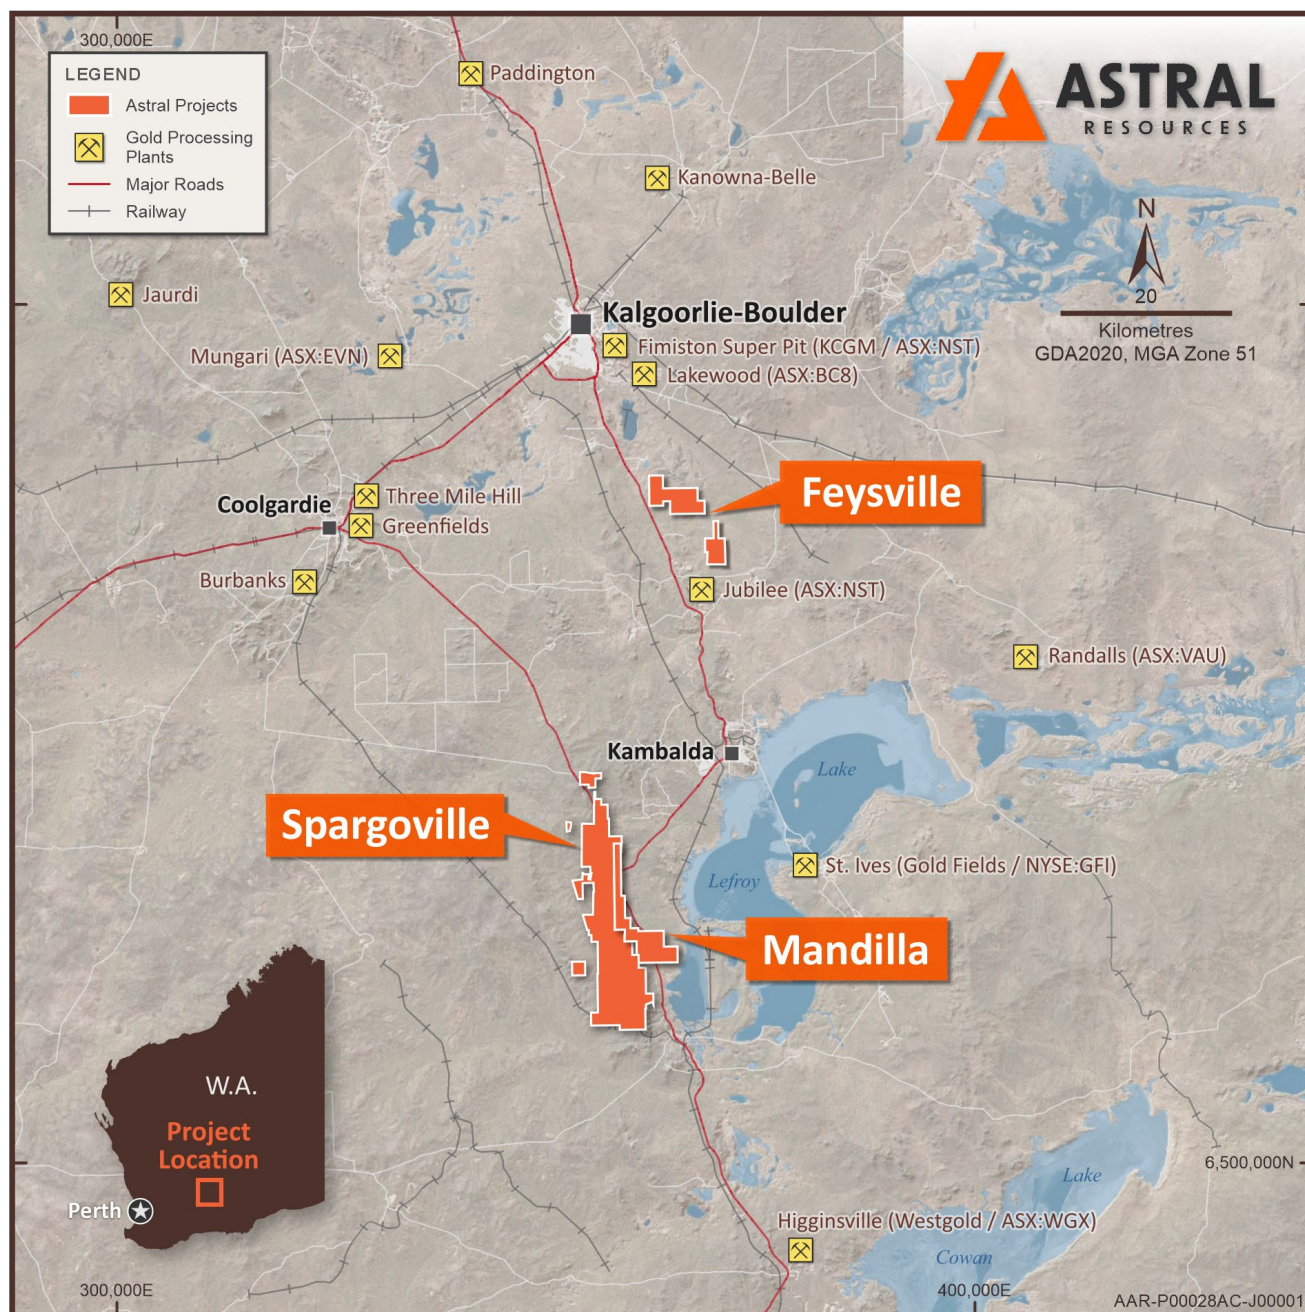 300,000E
LEGEND
Astral Projects
Gold Processing
Plants
Major Roads
Railway
ASTRAL
RESOURCES
Paddington
Kanowna-Belle
N
20
Kilometres
GDA2020, MGA Zone 51
Jaurdi
Kalgoorlie-Boulder
Mungari (ASX:EVN)
Fimiston Super Pit (KCGM / ASX:NST)
Lakewood (ASX:BC8)
Feysville
Three Mile Hill
Coolgardie
Greenfields
Burbanks
Jubilee (ASX:NST)
Randalls (ASX:VAU)
Kambalda
Lake
Spargoville
St. Ives (Gold Fields / NYSE:GFI)
Lefroy
Mandilla
W.A.
Project
Location
Perth
6,500,000N
Lake
Higginsville (Westgold / ASX:WGX)
Cowan
300,000E
400,000E
AAR-P00028AC-J00001